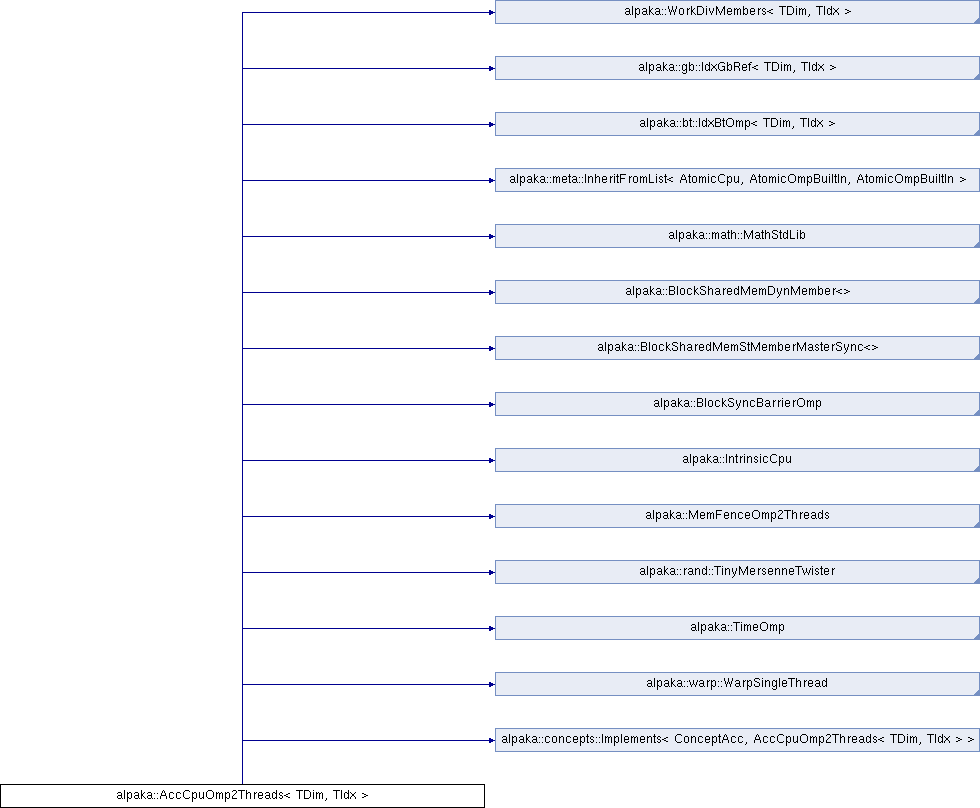 alpaka::WorkDivMembers< TDim, TIdx >
alpaka::gb::IdxGbRef< TDim, TIdx >
alpaka::bt::IdxBtOmp< TDim, TIdx >
alpaka::meta::InheritFromList< AtomicCpu, AtomicOmpBuiltIn, AtomicOmpBuiltIn >
alpaka::math::MathStdLib
alpaka::BlockSharedMemDynMember<>
alpaka::BlockSharedMemStMemberMasterSync<>
alpaka::BlockSyncBarrierOmp
alpaka::IntrinsicCpu
alpaka::MemFenceOmp2Threads
alpaka::rand::TinyMersenneTwister
alpaka::TimeOmp
alpaka::warp::WarpSingleThread
alpaka::concepts::Implements< ConceptAcc, AccCpuOmp2Threads< TDim, TIdx > >
alpaka::AccCpuOmp2Threads< TDim, TIdx >